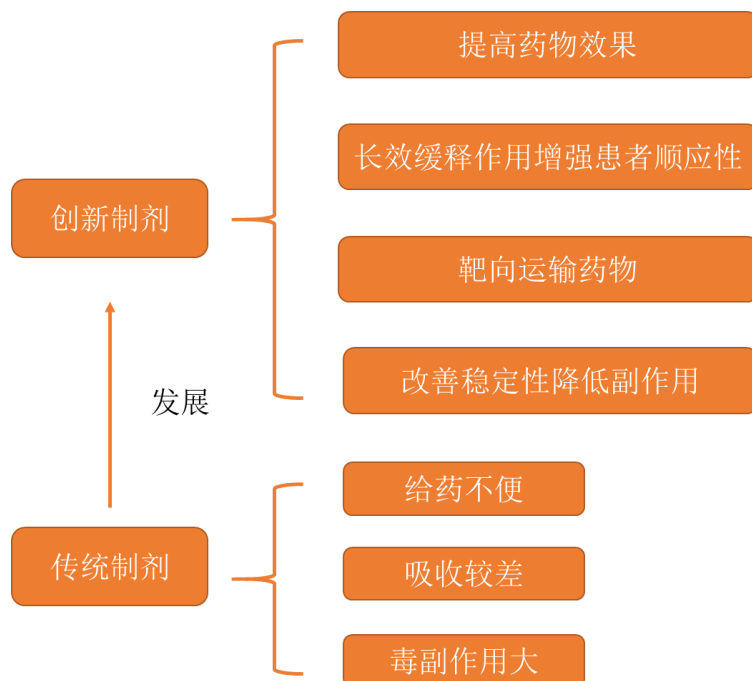 提高药物效果
长效缓释作用增强患者顺应性
创新制剂
靶向运输药物
改善稳定性降低副作用
发展
给药不便
传统制剂
吸收较差
毒副作用大